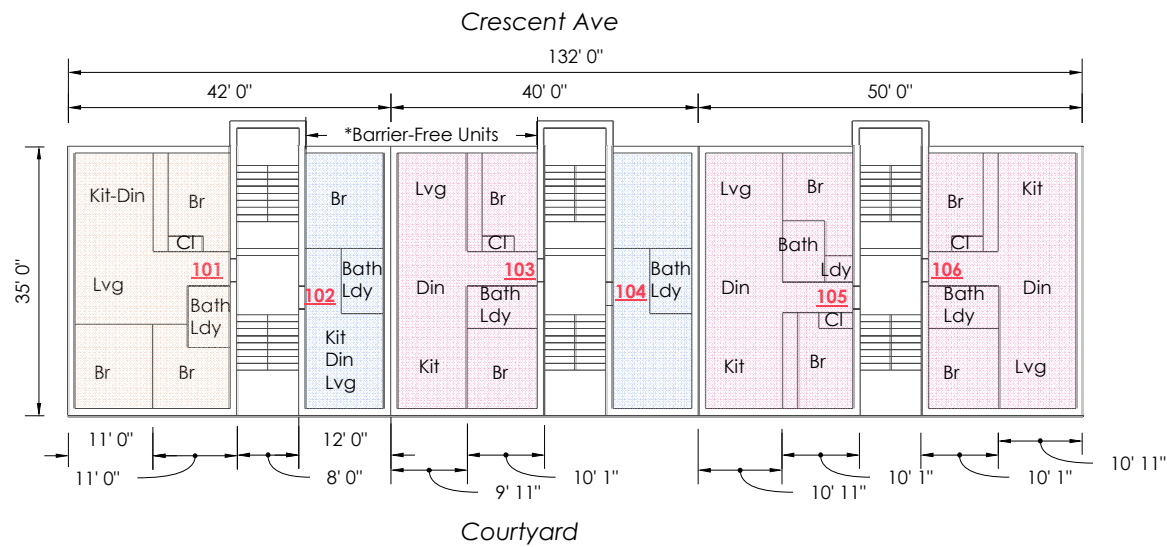 Crescent Ave
132' 0"
42' 0"
40' 0"
50' 0"
*Barrier-Free Units
35' 0"
Kit-Din
Br
Cl
101
Lvg
Bath
Ldy
Br
Br
Br
Bath
Ldy
102
Kit
Din
Lvg
Lvg
Br
Cl
103
Din
Bath
Ldy
Kit
Br
104
Bath
Ldy
Lvg
Br
Bath
Ldy
Din
105
Cl
Kit
Br
Br
Kit
Cl
106
Bath
Ldy
Din
Br
Lvg
11' 0"
11' 0"
8' 0"
12' 0"
9' 11"
10' 1"
10' 11"
10' 1"
10' 1"
10' 11"
Courtyard